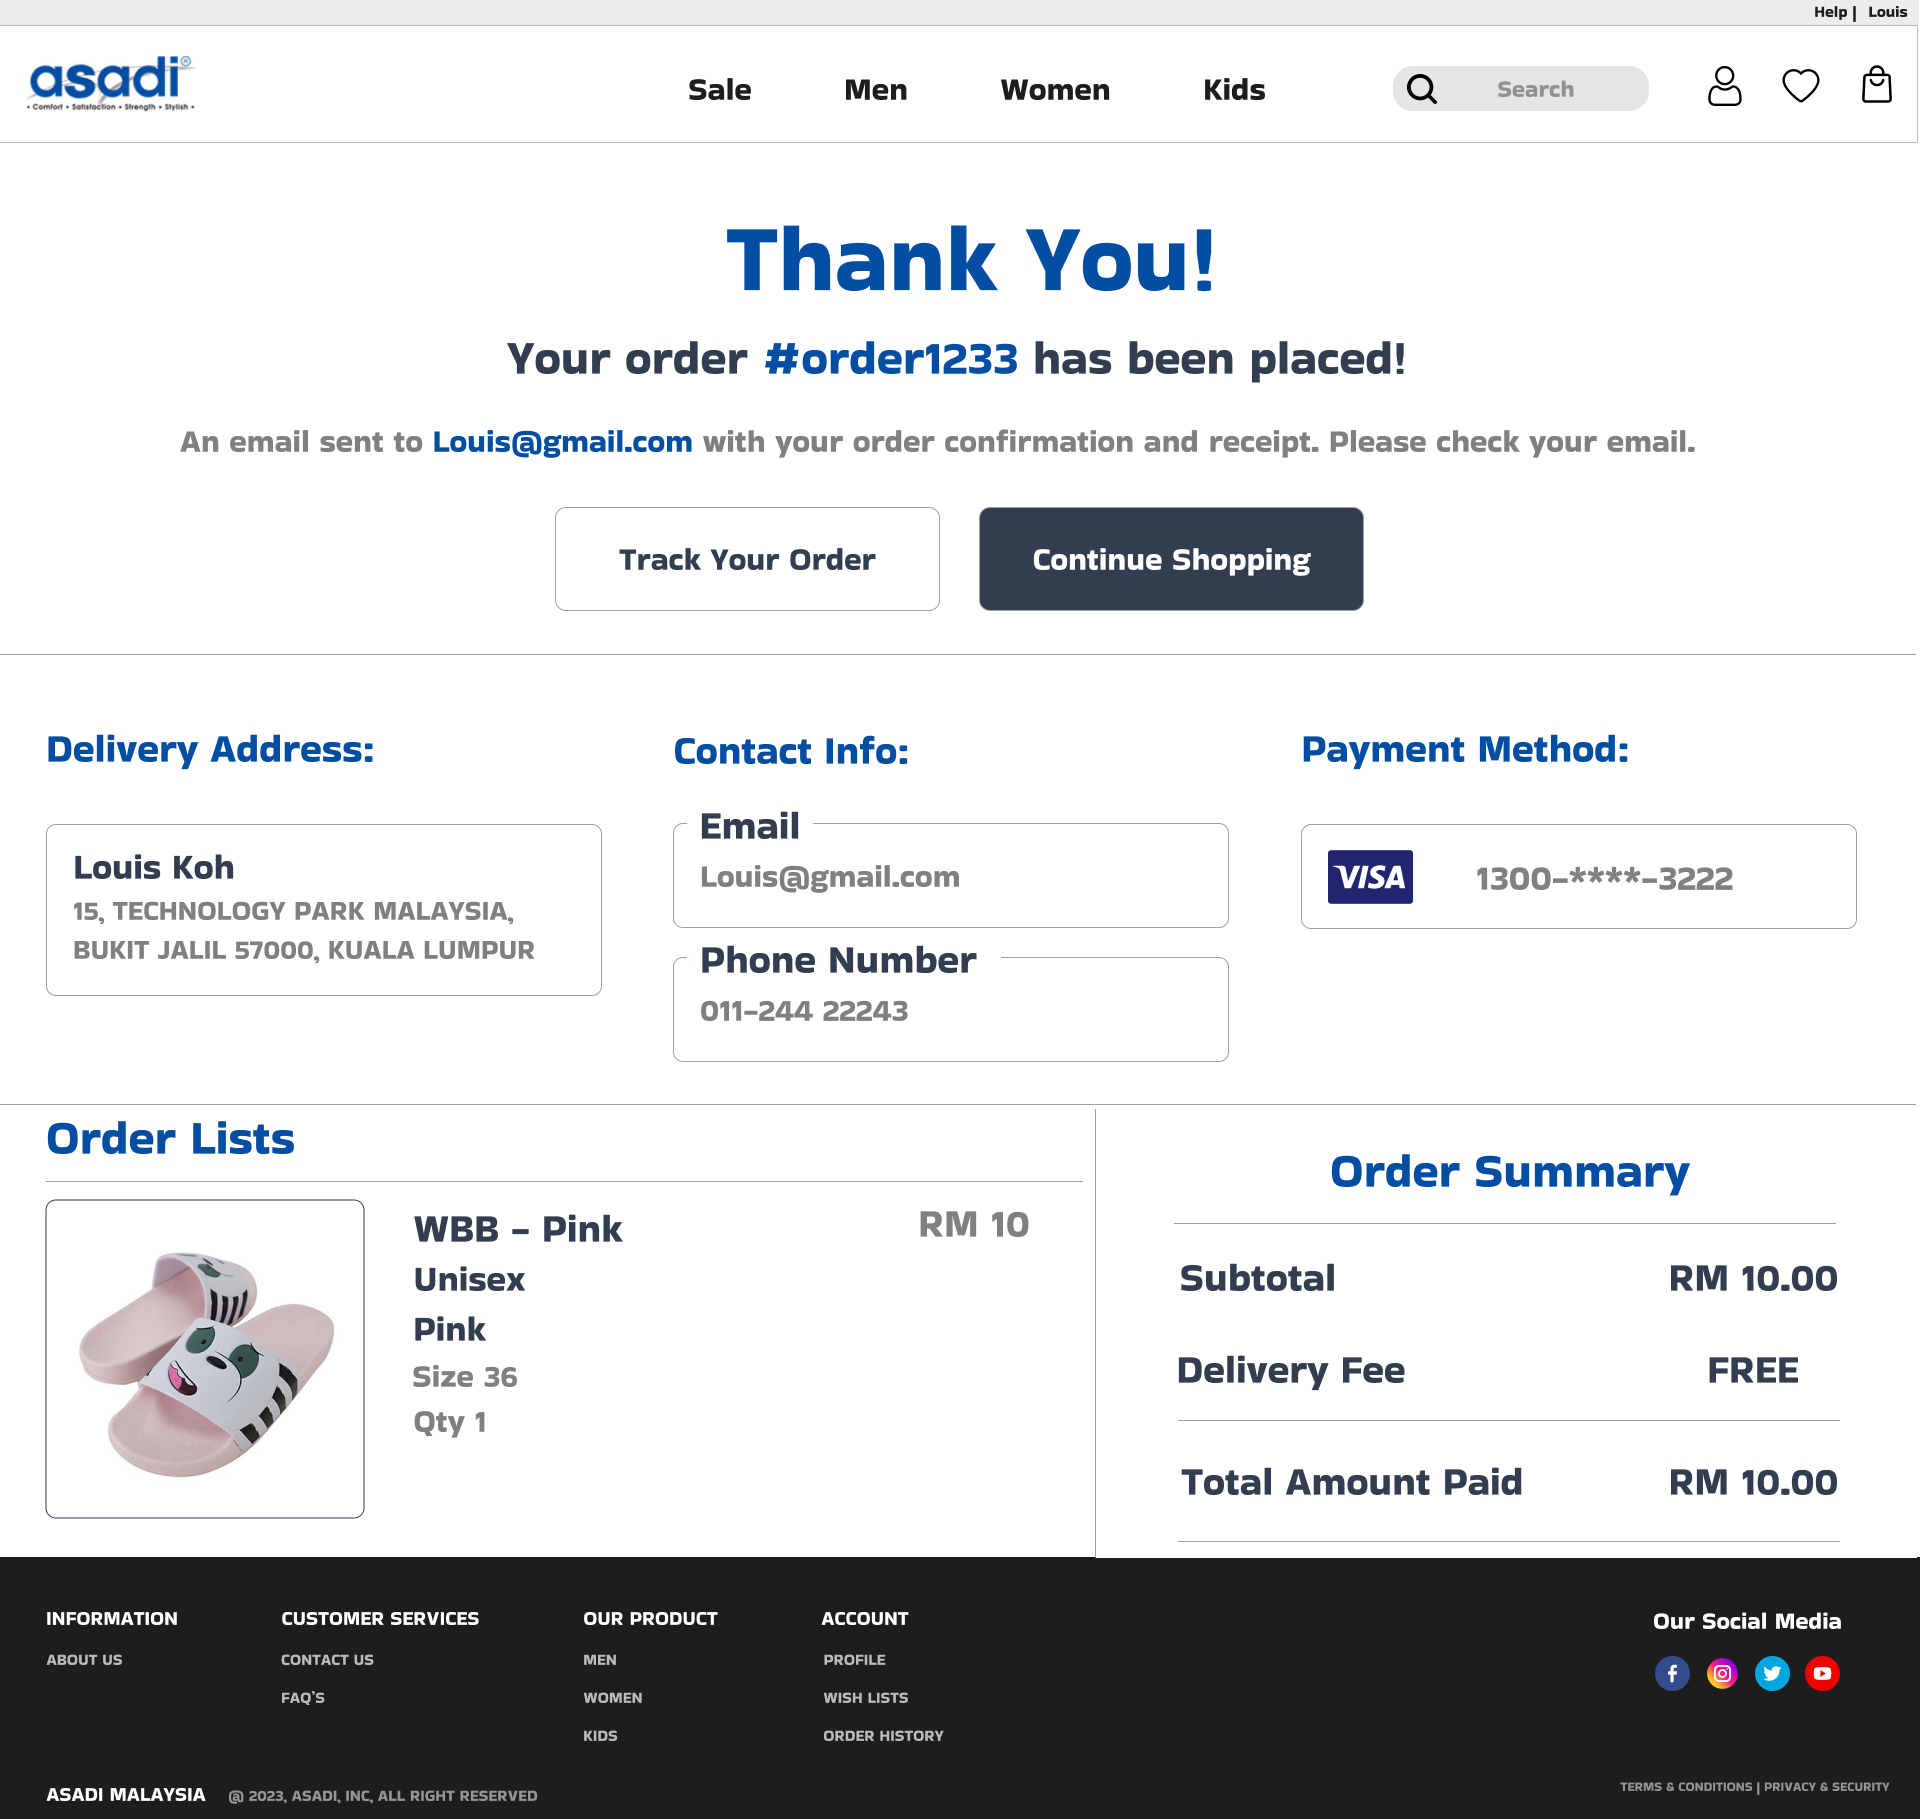 Help | Louis
asadi®
• Comfort • Satisfaction • Strength • Stylish •
Sale Men Women Kids Search
Thank You!
Your order #order1233 has been placed!
An email sent to Louis@gmail.com with your order confirmation and receipt. Please check your email.
Track Your Order Continue Shopping
Delivery Address:
Louis Koh
15, TECHNOLOGY PARK MALAYSIA,
BUKIT JALIL 57000, KUALA LUMPUR
Contact Info:
Email
Louis@gmail.com
Phone Number
011-244 22243
Payment Method:
VISA 1300-****-3222
Order Lists
WBB - Pink RM 10
Unisex
Pink
Size 36
Qty 1
Order Summary
Subtotal RM 10.00
Delivery Fee FREE
Total Amount Paid RM 10.00
INFORMATION
ABOUT US
CUSTOMER SERVICES
CONTACT US
FAQ'S
OUR PRODUCT
MEN
WOMEN
KIDS
ACCOUNT
PROFILE
WISH LISTS
ORDER HISTORY
Our Social Media
ASADI MALAYSIA @ 2023, ASADI, INC, ALL RIGHT RESERVED
TERMS & CONDITIONS | PRIVACY & SECURITY